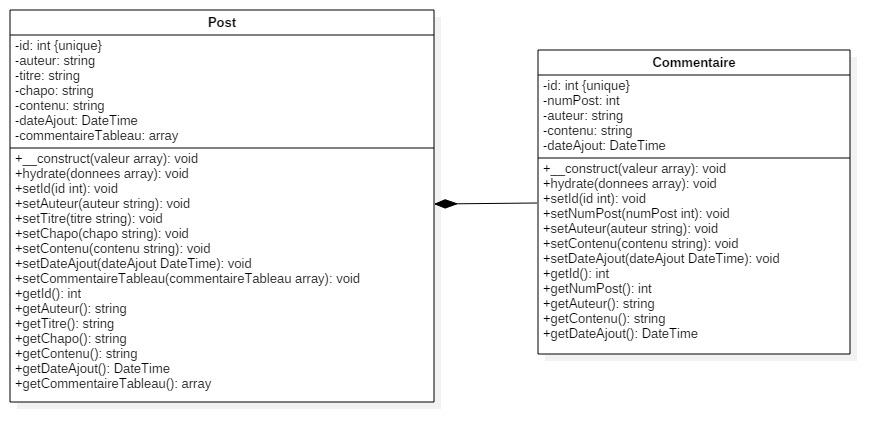 Post
-id: int {unique}
-auteur: string
-titre: string
-chapo: string
-contenu: string
-dateAjout: DateTime
-commentaireTableau: array
+__construct(valeur array): void
+hydrate(donnees array): void
+setId(id int): void
+setAuteur(auteur string): void
+setTitre(titre string): void
+setChapo(chapo string): void
+setContenu(contenu string): void
+setDateAjout(dateAjout DateTime): void
+setCommentaireTableau(commentaireTableau array): void
+getId(): int
+getAuteur(): string
+getTitre(): string
+getChapo(): string
+getContenu(): string
+getDateAjout(): DateTime
+getCommentaireTableau(): array
Commentaire
-id: int {unique}
-numPost: int
-auteur: string
-contenu: string
-dateAjout: DateTime
+__construct(valeur array): void
+hydrate(donnees array): void
+setId(id int): void
+setNumPost(numPost int): void
+setAuteur(auteur string): void
+setContenu(contenu string): void
+setDateAjout(dateAjout DateTime): void
+getId(): int
+getNumPost(): int
+getAuteur(): string
+getContenu(): string
+getDateAjout(): DateTime